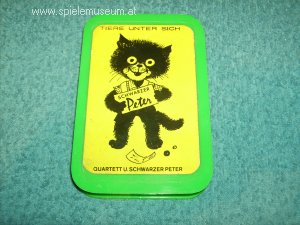 www.spielemuseum.at
TIERE UNTER SICH
SCHWARZER
Peter
QUARTETT U. SCHWARZER PETER